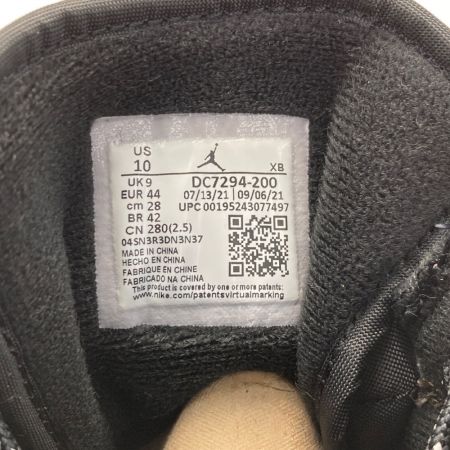 US
10
XB
UK 9
EUR 44
cm 28
BR 42
CN 280(2.5)
DC7294-200
07/13/21 09/06/21
UPC 00195243077497
04SN3R3DN3N37
MADE IN CHINA
HECHO EN CHINA
FABRIQUE EN CHINE
FABRICADO NA CHINA
This product is covered by one or more patents:
www.nike.com/patentsvirtualmarking